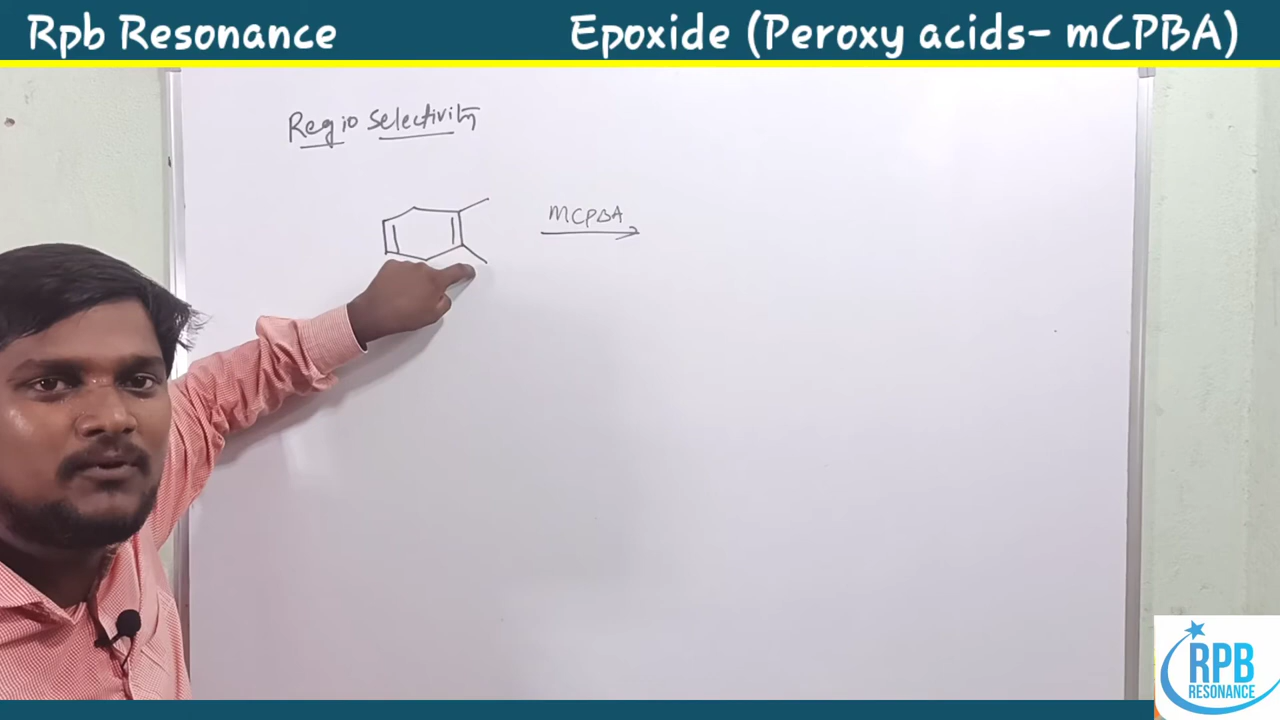 Rpb Resonance
Epoxide (Peroxy acids- mCPBA)
Regio Selectivity
MCPBA
RPB
RESONANCE